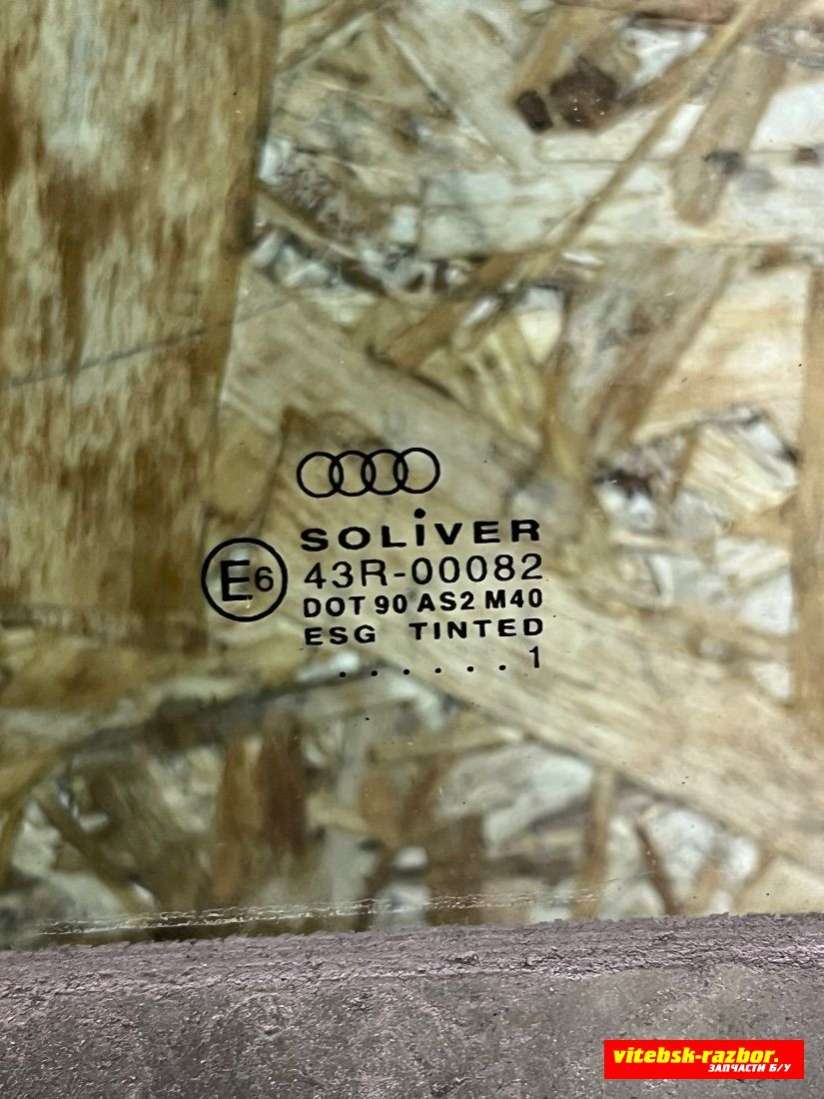 SOLiVER
E6 43R-00082
DOT 90 AS2 M40
ESG TINTED
. . . . . . 1
vitebsk-razbor.
ЗАПЧАСТИ Б/У